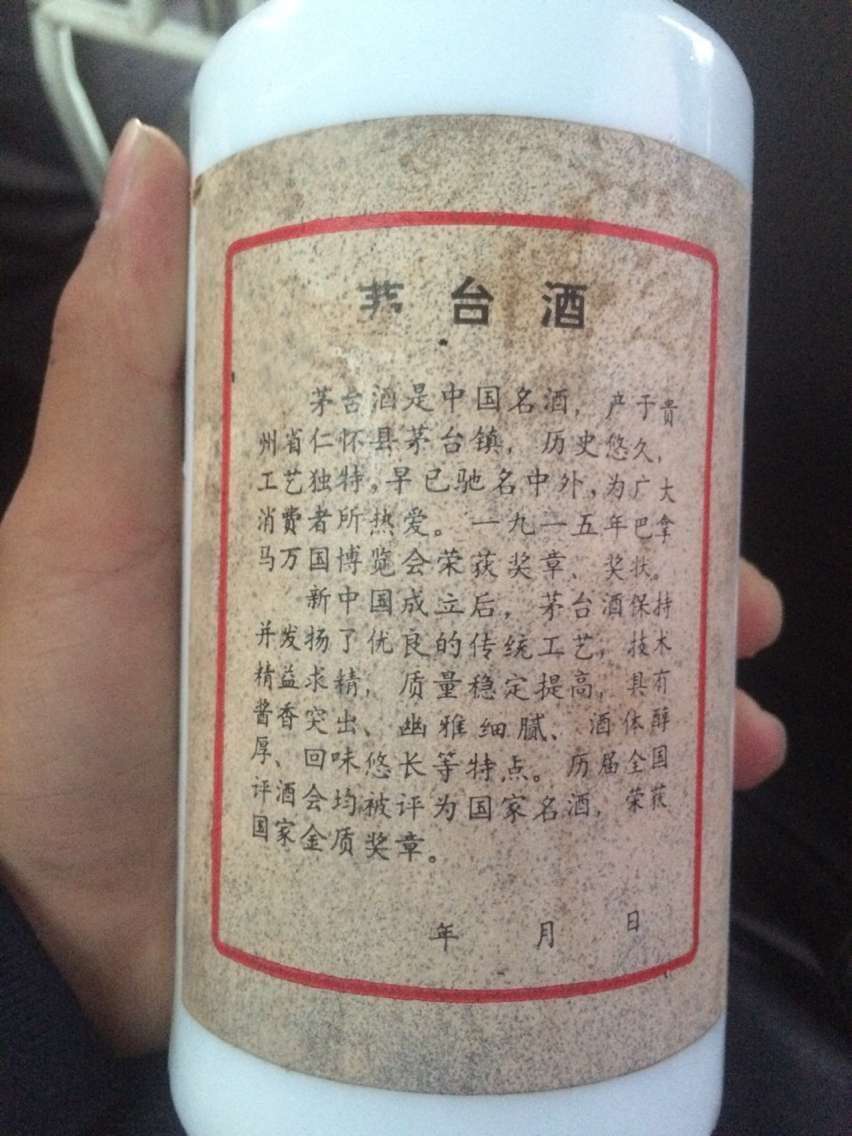 茅台酒
茅台酒是中国名酒，产于贵
州省仁怀县茅台镇，历史悠久，
工艺独特，早已驰名中外，为广大
消费者所热爱。一九一五年巴拿
马万国博览会荣获奖章、奖状。
新中国成立后，茅台酒保持
并发扬了优良的传统工艺，技术
精益求精，质量稳定提高，具有
酱香突出、幽雅细腻、酒体醇
厚、回味悠长等特点。历届全国
评酒会均被评为国家名酒，荣获
国家金质奖章。
年 月 日